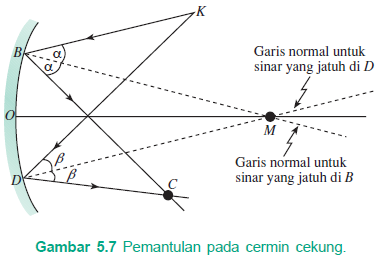 K
B
α
α
Garis normal untuk
sinar yang jatuh di D
O
M
β
β
D
C
Garis normal untuk
sinar yang jatuh di B
Gambar 5.7 Pemantulan pada cermin cekung.